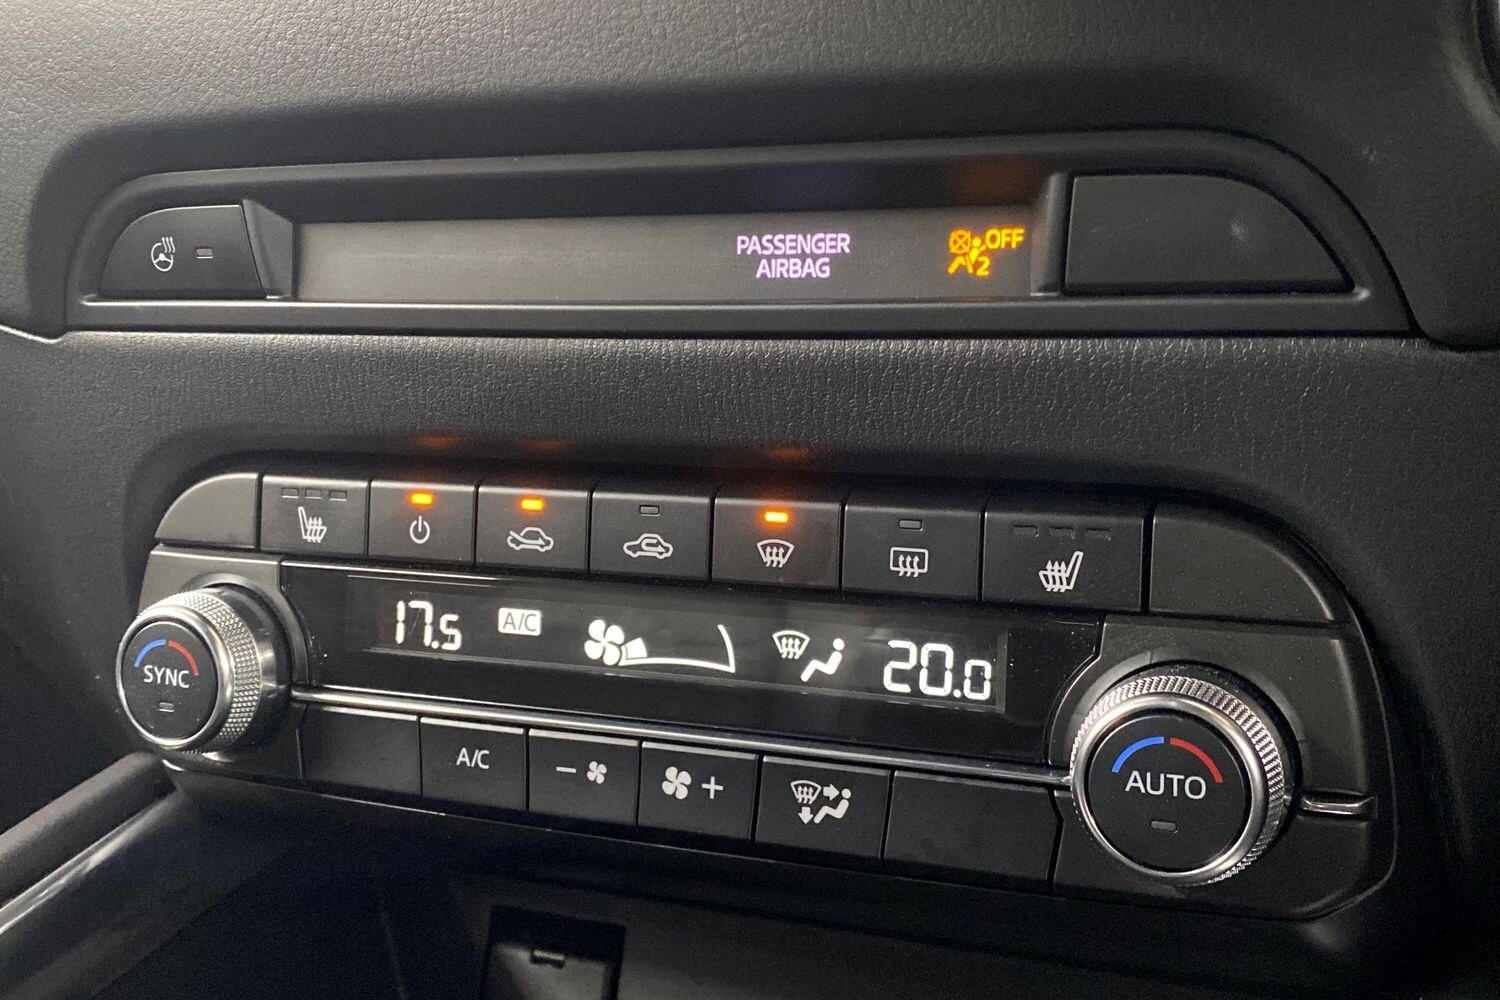 PASSENGER
AIRBAG
OFF
2
17.5
A/C
20.0
SYNC
A/C
AUTO